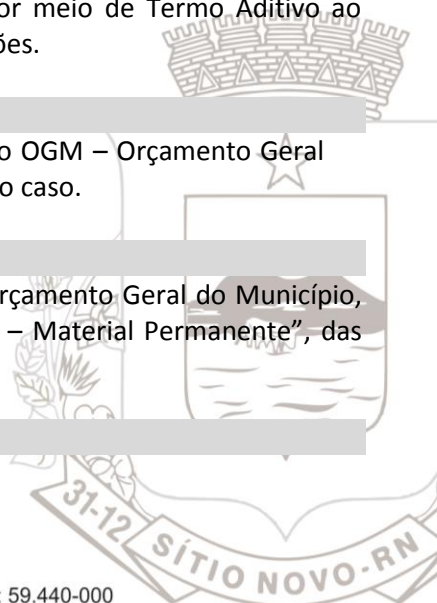 or meio de Termo Aditivo ao
ões.
o OGM – Orçamento Geral
o caso.
rçamento Geral do Município,
– Material Permanente”, das
31-12
SÍTIO NOVO-RN
: 59.440-000